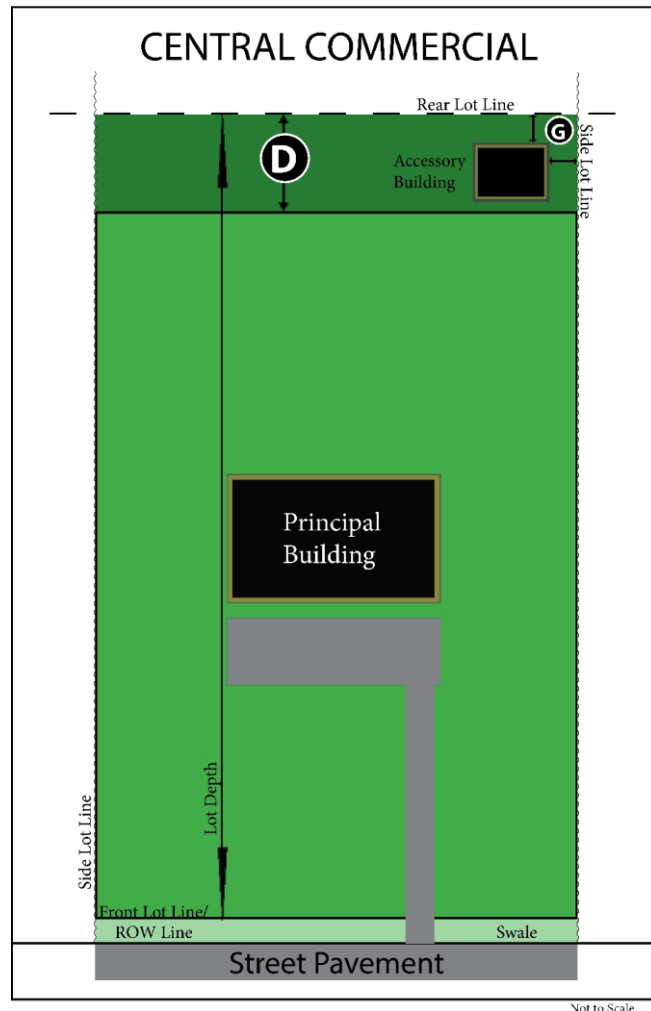 CENTRAL COMMERCIAL
Rear Lot Line
G
D
Side Lot Line
Accessory
Building
Principal
Building
Lot Depth
Side Lot Line
Front Lot Line/
ROW Line
Swale
Street Pavement
Not to Scale